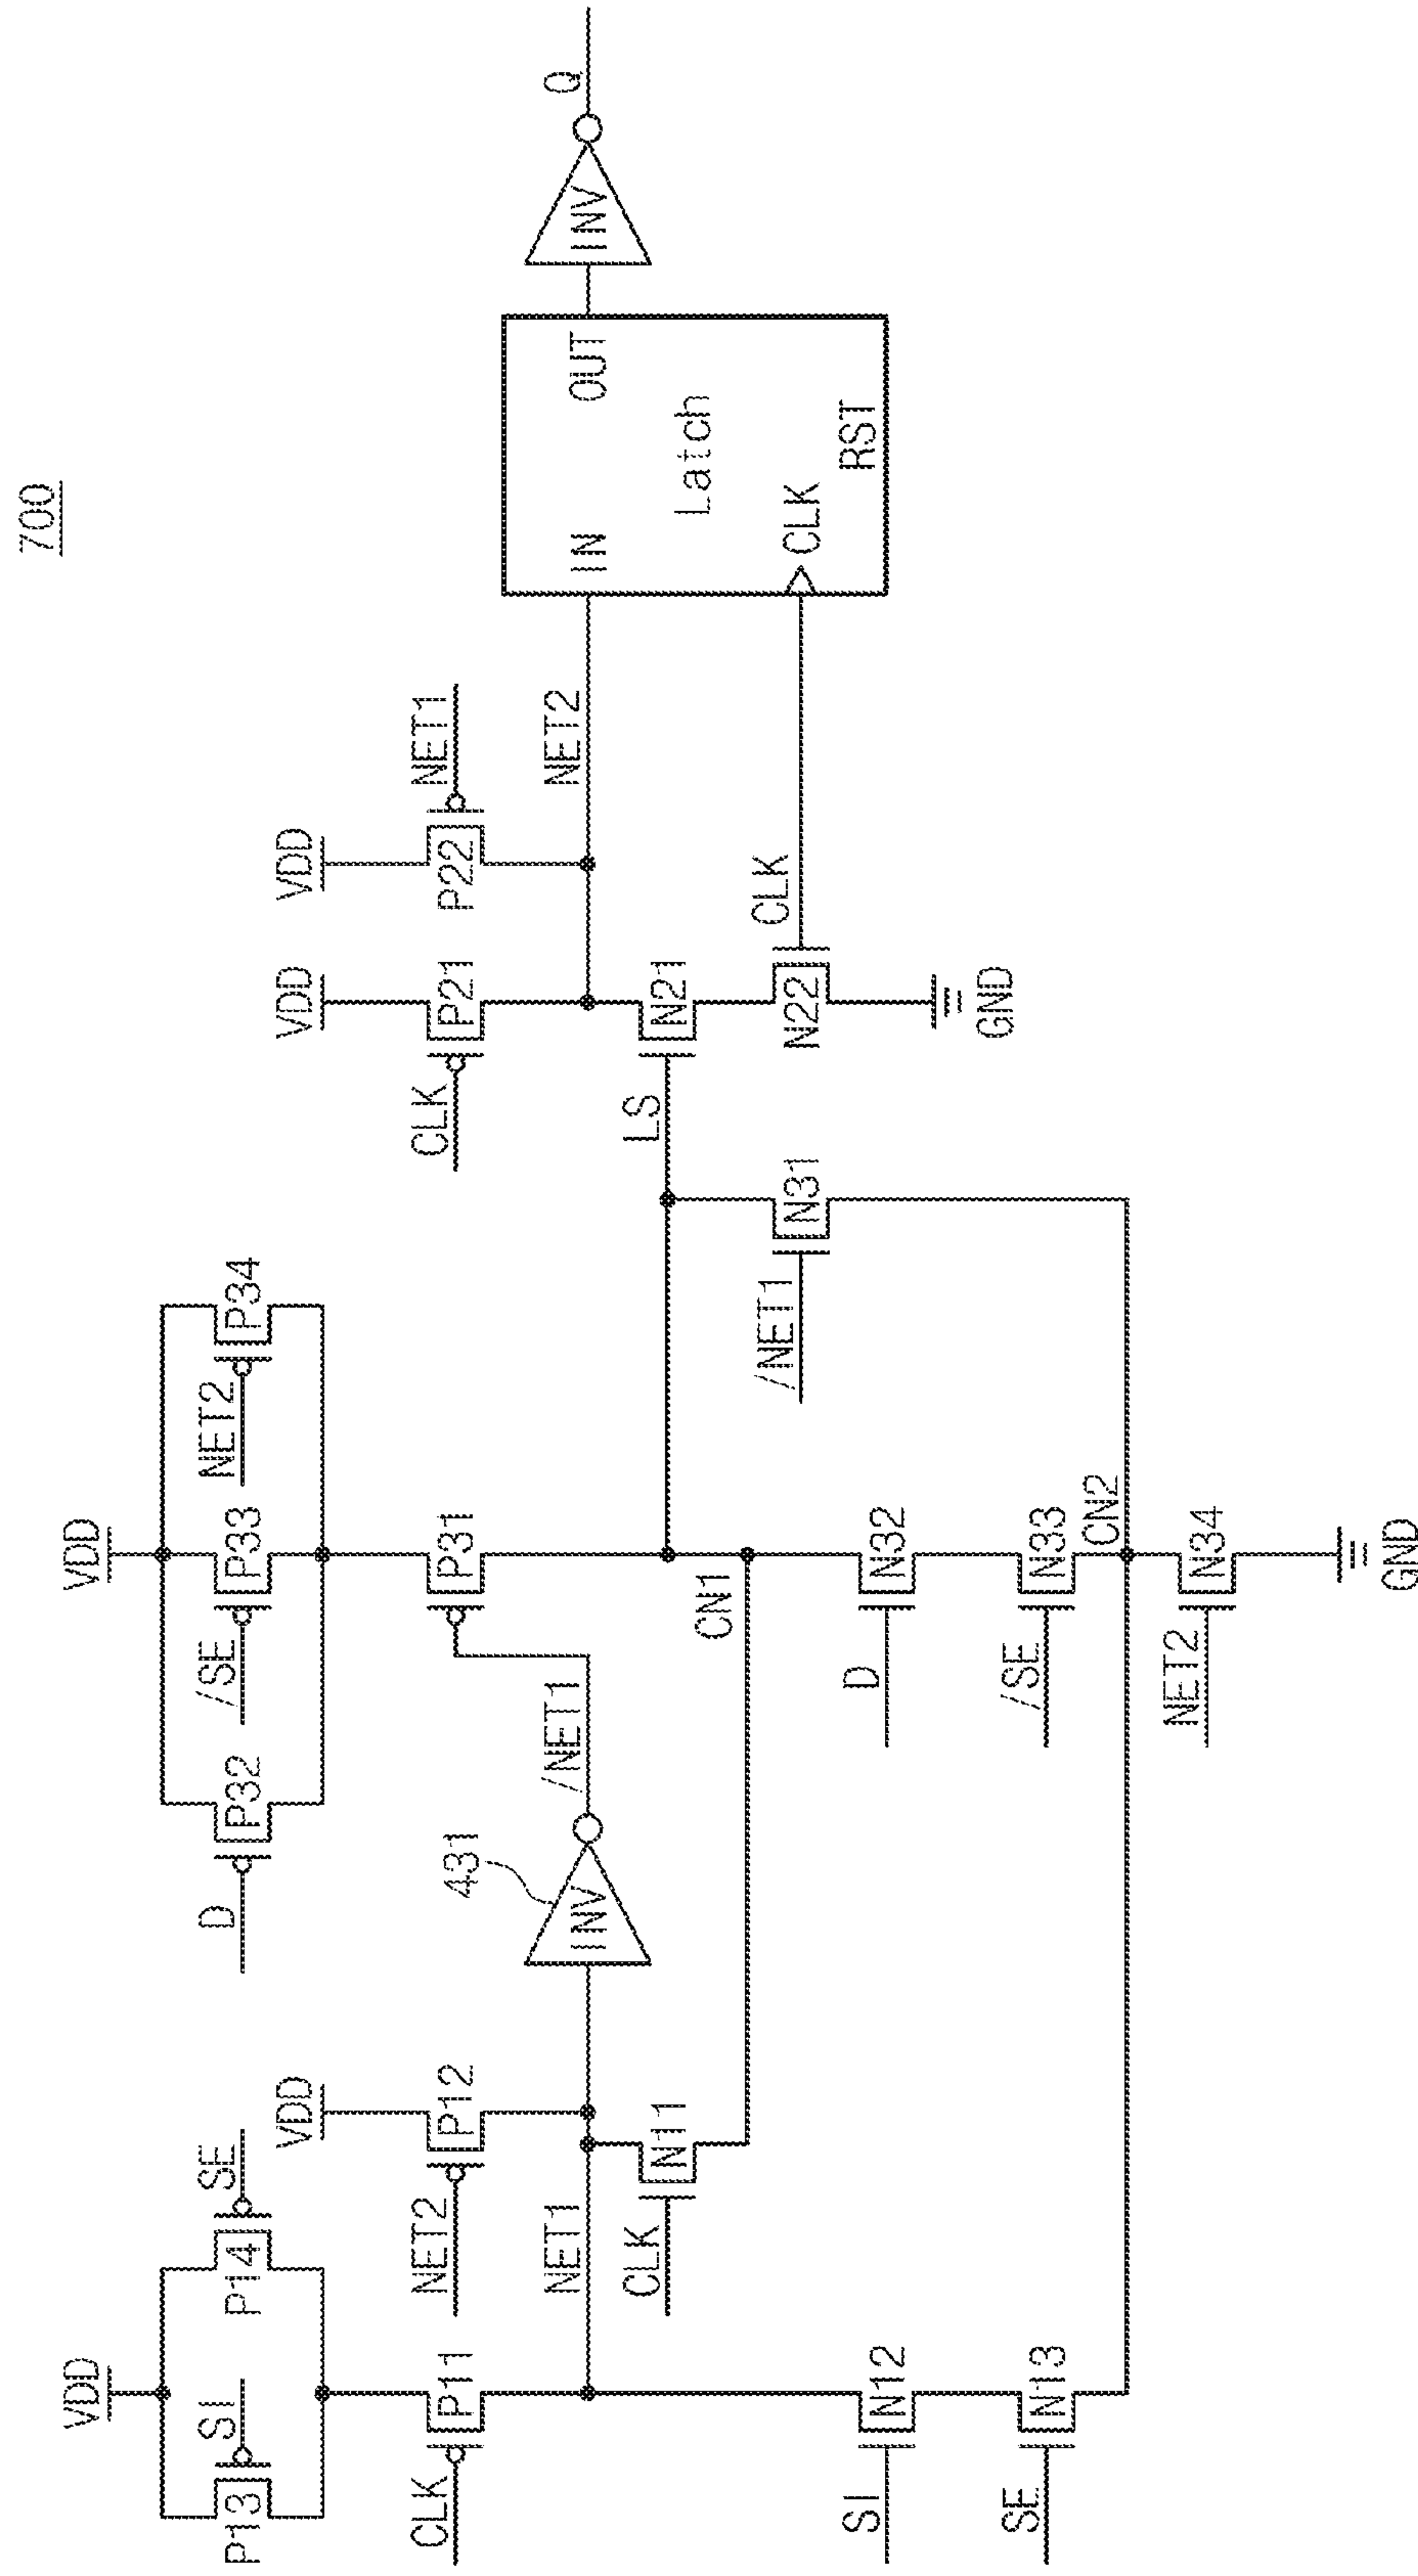 700
VDD
P13
SI
P14
SE
CLK
P11
VDD
NET2
P12
NET1
CLK
N11
SI
N12
SE
N13
INV
431
/NET1
VDD
D
P32
/SE
P33
NET2
P34
P31
CN1
D
N32
/SE
N33
CN2
NET2
N34
GND
/NET1
N31
LS
VDD
CLK
P21
VDD
P22
NET1
N21
NET2
N22
CLK
GND
IN
OUT
Latch
CLK
RST
INV
Q